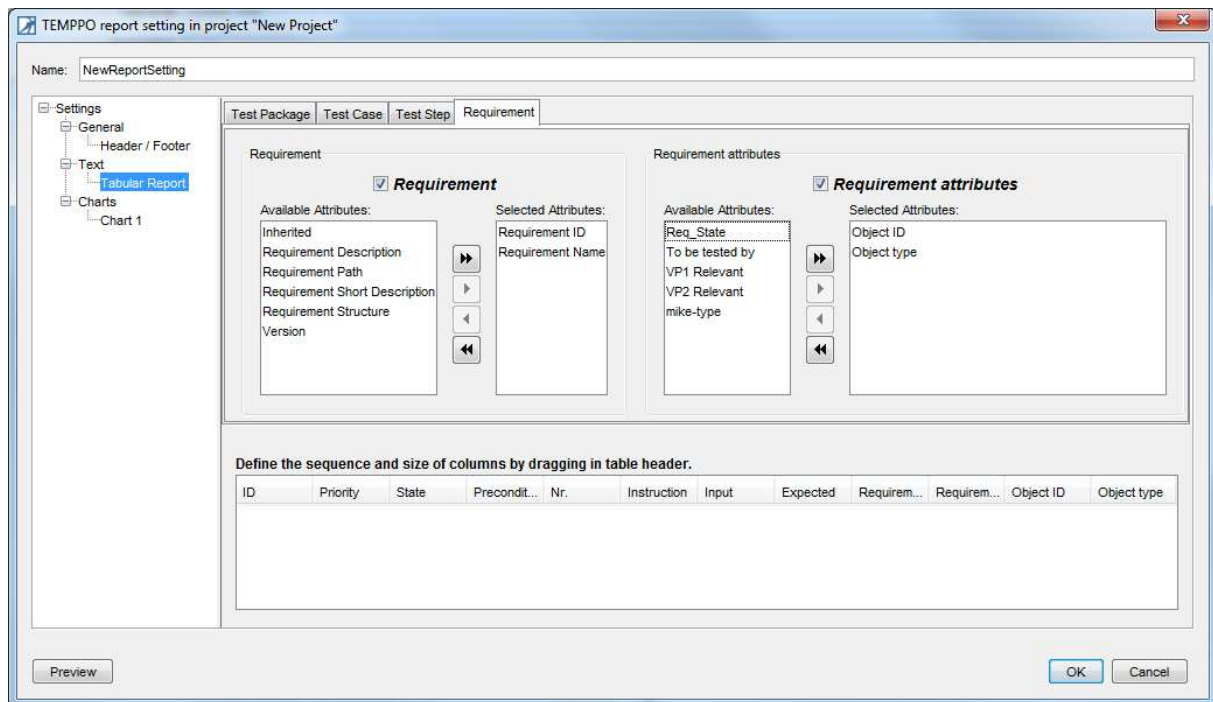 TEMPPO report setting in project "New Project"
Name: NewReportSetting
Settings
General
Header / Footer
Text
Tabular Report
Charts
Chart 1
Test Package Test Case Test Step Requirement
Requirement
Requirement
Available Attributes:
Inherited
Requirement Description
Requirement Path
Requirement Short Description
Requirement Structure
Version
Selected Attributes:
Requirement ID
Requirement Name
Requirement attributes
Requirement attributes
Available Attributes:
Req_State
To be tested by
VP1 Relevant
VP2 Relevant
mike-type
Selected Attributes:
Object ID
Object type
Define the sequence and size of columns by dragging in table header.
ID Priority State Precondit... Nr. Instruction Input Expected Requirem... Requirem... Object ID Object type
Preview OK Cancel